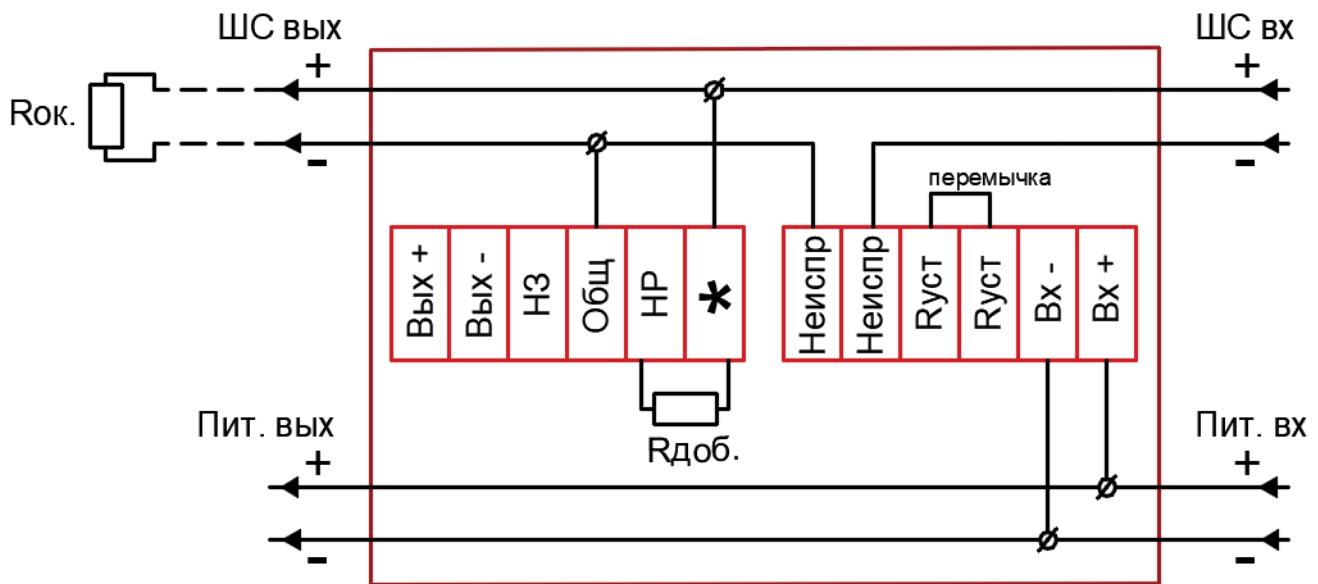 ШС вых
ШС вх
+
+
Rок.
-
-
перемычка
Вых +
Вых -
НЗ
Общ
НР
*
Неиспр
Неиспр
Rуст
Rуст
Вх -
Вх +
Пит. вых
Rдоб.
Пит. вх
+
+
-
-